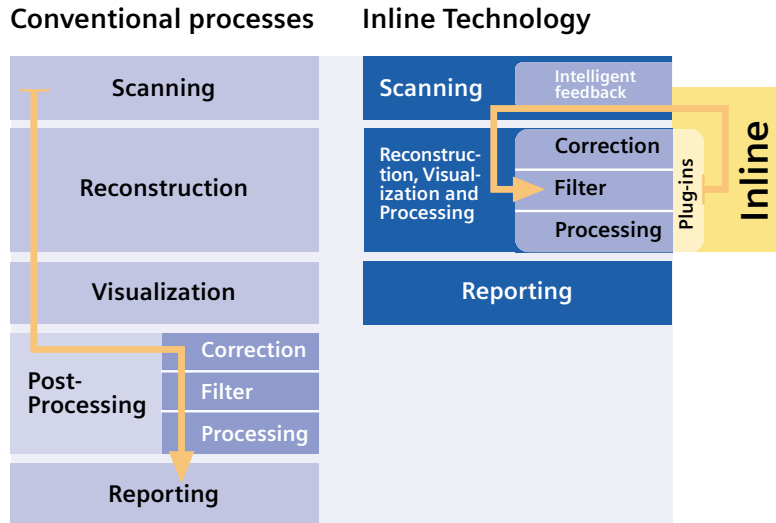 Conventional processes
Scanning
Reconstruction
Visualization
Post-
Processing
Correction
Filter
Processing
Reporting
Inline Technology
Scanning
Intelligent
feedback
Reconstruc-
tion, Visual-
ization and
Processing
Correction
Filter
Processing
Plug-ins
Inline
Reporting